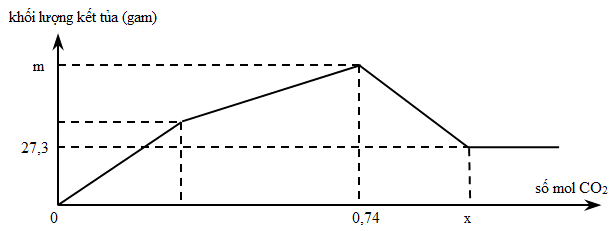 khối lượng kết tủa (gam)
m
27,3
số mol CO₂
0
0,74
x